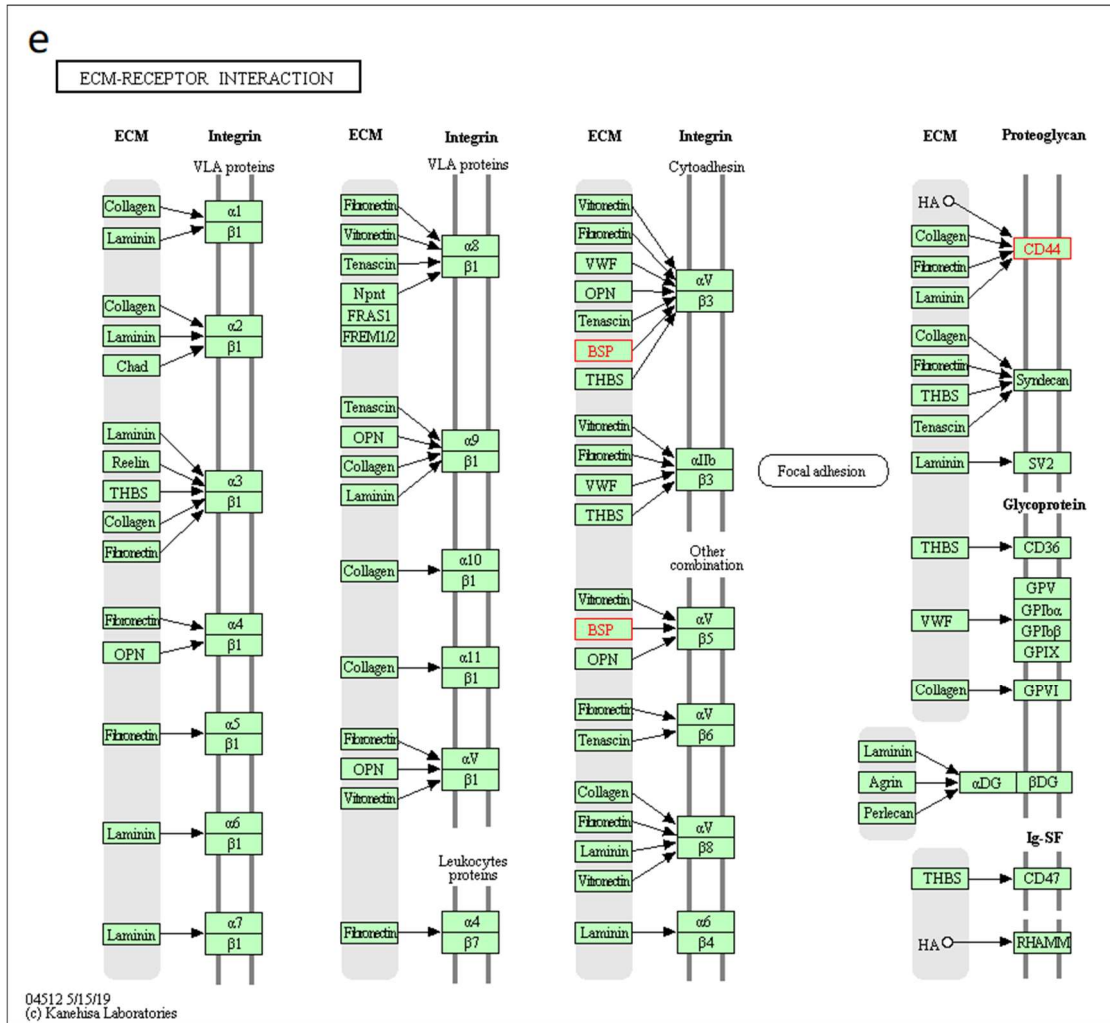 e
ECM-RECEPTOR INTERACTION
ECM Integrin
VLA proteins
Collagen
Laminin
α1
β1
Collagen
Laminin
Chad
α2
β1
Laminin
Reelin
THBS
Collagen
Fibronectin
α3
β1
Fibronectin
OPN
α4
β1
Fibronectin
α5
β1
Laminin
α6
β1
Laminin
α7
β1
ECM Integrin
VLA proteins
Fibronectin
Vitronectin
Tenascin
Npnt
FRAS1
FREM1/2
α8
β1
Tenascin
OPN
Collagen
Laminin
α9
β1
Collagen
α10
β1
Collagen
α11
β1
Fibronectin
OPN
Vitronectin
αV
β1
Leukocytes
proteins
Fibronectin
α4
β7
ECM Integrin
Cytoadhesin
Vitronectin
Fibronectin
VWF
OPN
Tenascin
BSP
THBS
αV
β3
Vitronectin
Fibronectin
VWF
THBS
αIIb
β3
Other
combination
Vitronectin
BSP
OPN
αV
β5
Fibronectin
Tenascin
αV
β6
Collagen
Fibronectin
Laminin
Vitronectin
αV
β8
Laminin
α6
β4
Focal adhesion
ECM Proteoglycan
HA
Collagen
Fibronectin
Laminin
CD44
Collagen
Fibronectiin
THBS
Tenascin
Syndecan
Laminin
SV2
Glycoprotein
THBS
CD36
VWF
GPV
GPIbα
GPIbβ
GPIX
Collagen
GPVI
Laminin
Agrin
Perlecan
αDG βDG
Ig-SF
THBS
CD47
HA
RHAMM
04512 5/15/19
(c) Kanehisa Laboratories